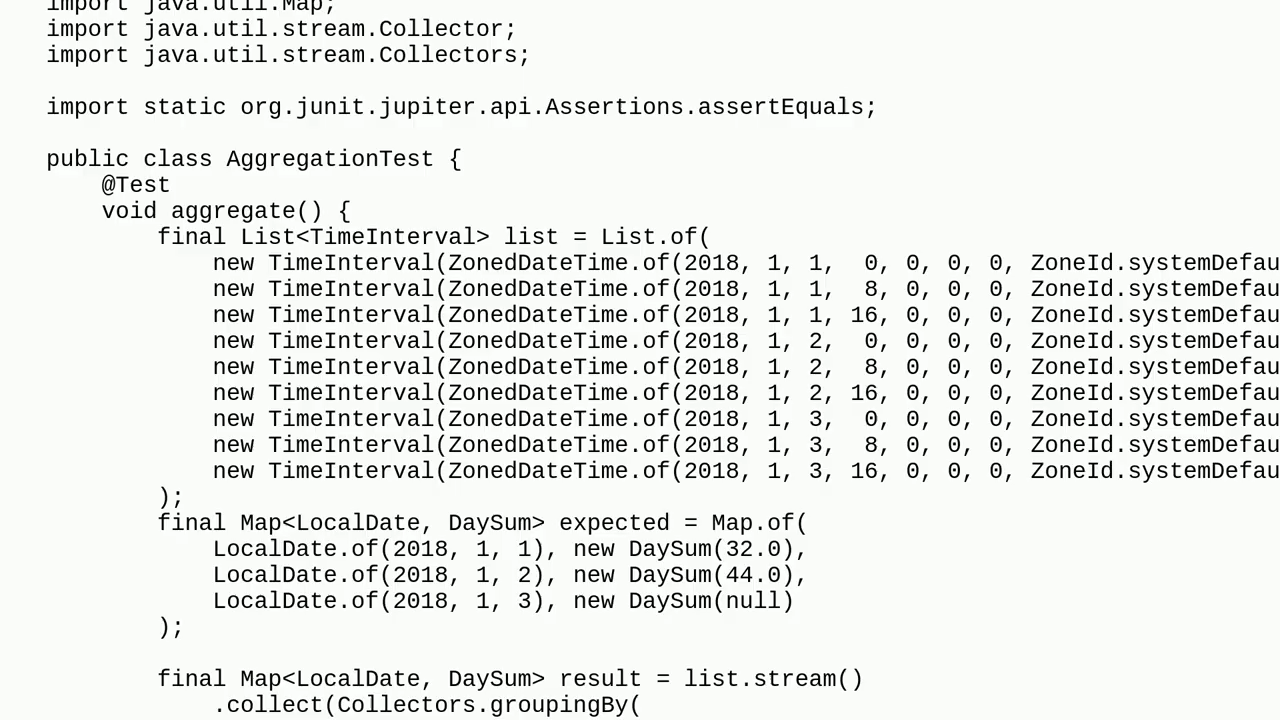 import java.util.Map;
import java.util.stream.Collector;
import java.util.stream.Collectors;
import static org.junit.jupiter.api.Assertions.assertEquals;
public class AggregationTest {
@Test
void aggregate() {
final List<TimeInterval> list = List.of(
new TimeInterval(ZonedDateTime.of(2018, 1, 1,  0, 0, 0, 0, ZoneId.systemDefau
new TimeInterval(ZonedDateTime.of(2018, 1, 1,  8, 0, 0, 0, ZoneId.systemDefau
new TimeInterval(ZonedDateTime.of(2018, 1, 1, 16, 0, 0, 0, ZoneId.systemDefau
new TimeInterval(ZonedDateTime.of(2018, 1, 2,  0, 0, 0, 0, ZoneId.systemDefau
new TimeInterval(ZonedDateTime.of(2018, 1, 2,  8, 0, 0, 0, ZoneId.systemDefau
new TimeInterval(ZonedDateTime.of(2018, 1, 2, 16, 0, 0, 0, ZoneId.systemDefau
new TimeInterval(ZonedDateTime.of(2018, 1, 3,  0, 0, 0, 0, ZoneId.systemDefau
new TimeInterval(ZonedDateTime.of(2018, 1, 3,  8, 0, 0, 0, ZoneId.systemDefau
new TimeInterval(ZonedDateTime.of(2018, 1, 3, 16, 0, 0, 0, ZoneId.systemDefau
);
final Map<LocalDate, DaySum> expected = Map.of(
LocalDate.of(2018, 1, 1), new DaySum(32.0),
LocalDate.of(2018, 1, 2), new DaySum(44.0),
LocalDate.of(2018, 1, 3), new DaySum(null)
);
final Map<LocalDate, DaySum> result = list.stream()
.collect(Collectors.groupingBy(